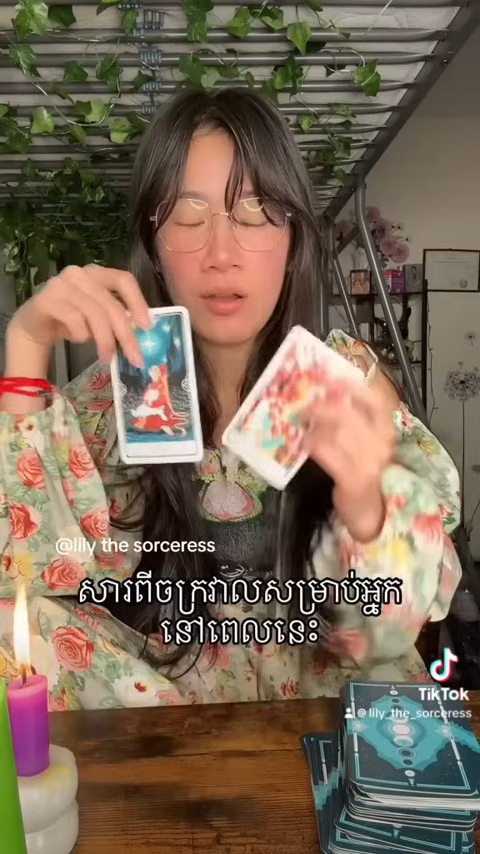 @lily the sorceress
សារពីចក្រវាលសម្រាប់អ្នក
នៅពេលនេះ
TikTok
@lily_the_sorceress